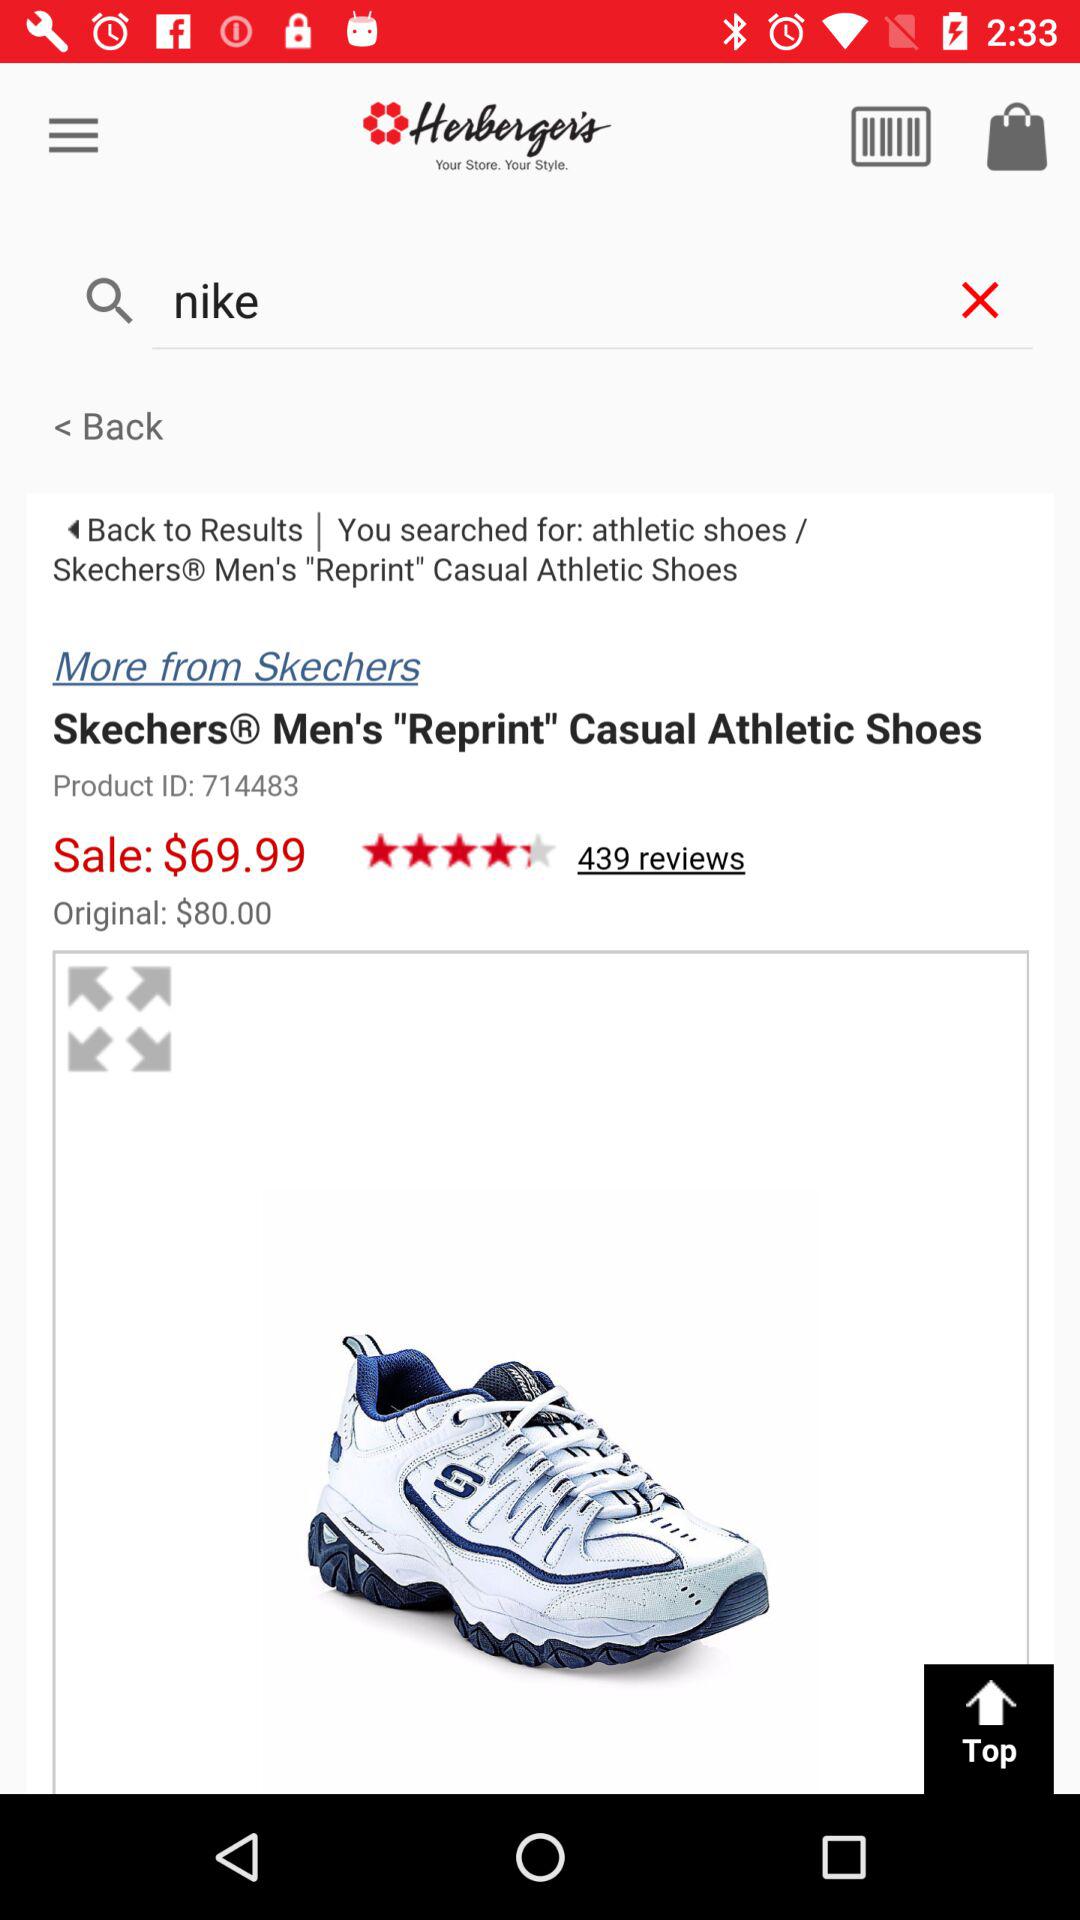 2:33
Herberger's
Your Store. Your Style.
nike
< Back
Back to Results | You searched for: athletic shoes /
Skechers® Men's "Reprint" Casual Athletic Shoes
More from Skechers
Skechers® Men's "Reprint" Casual Athletic Shoes
Product ID: 714483
Sale: $69.99
439 reviews
Original: $80.00
MEMORY FOAM
Top